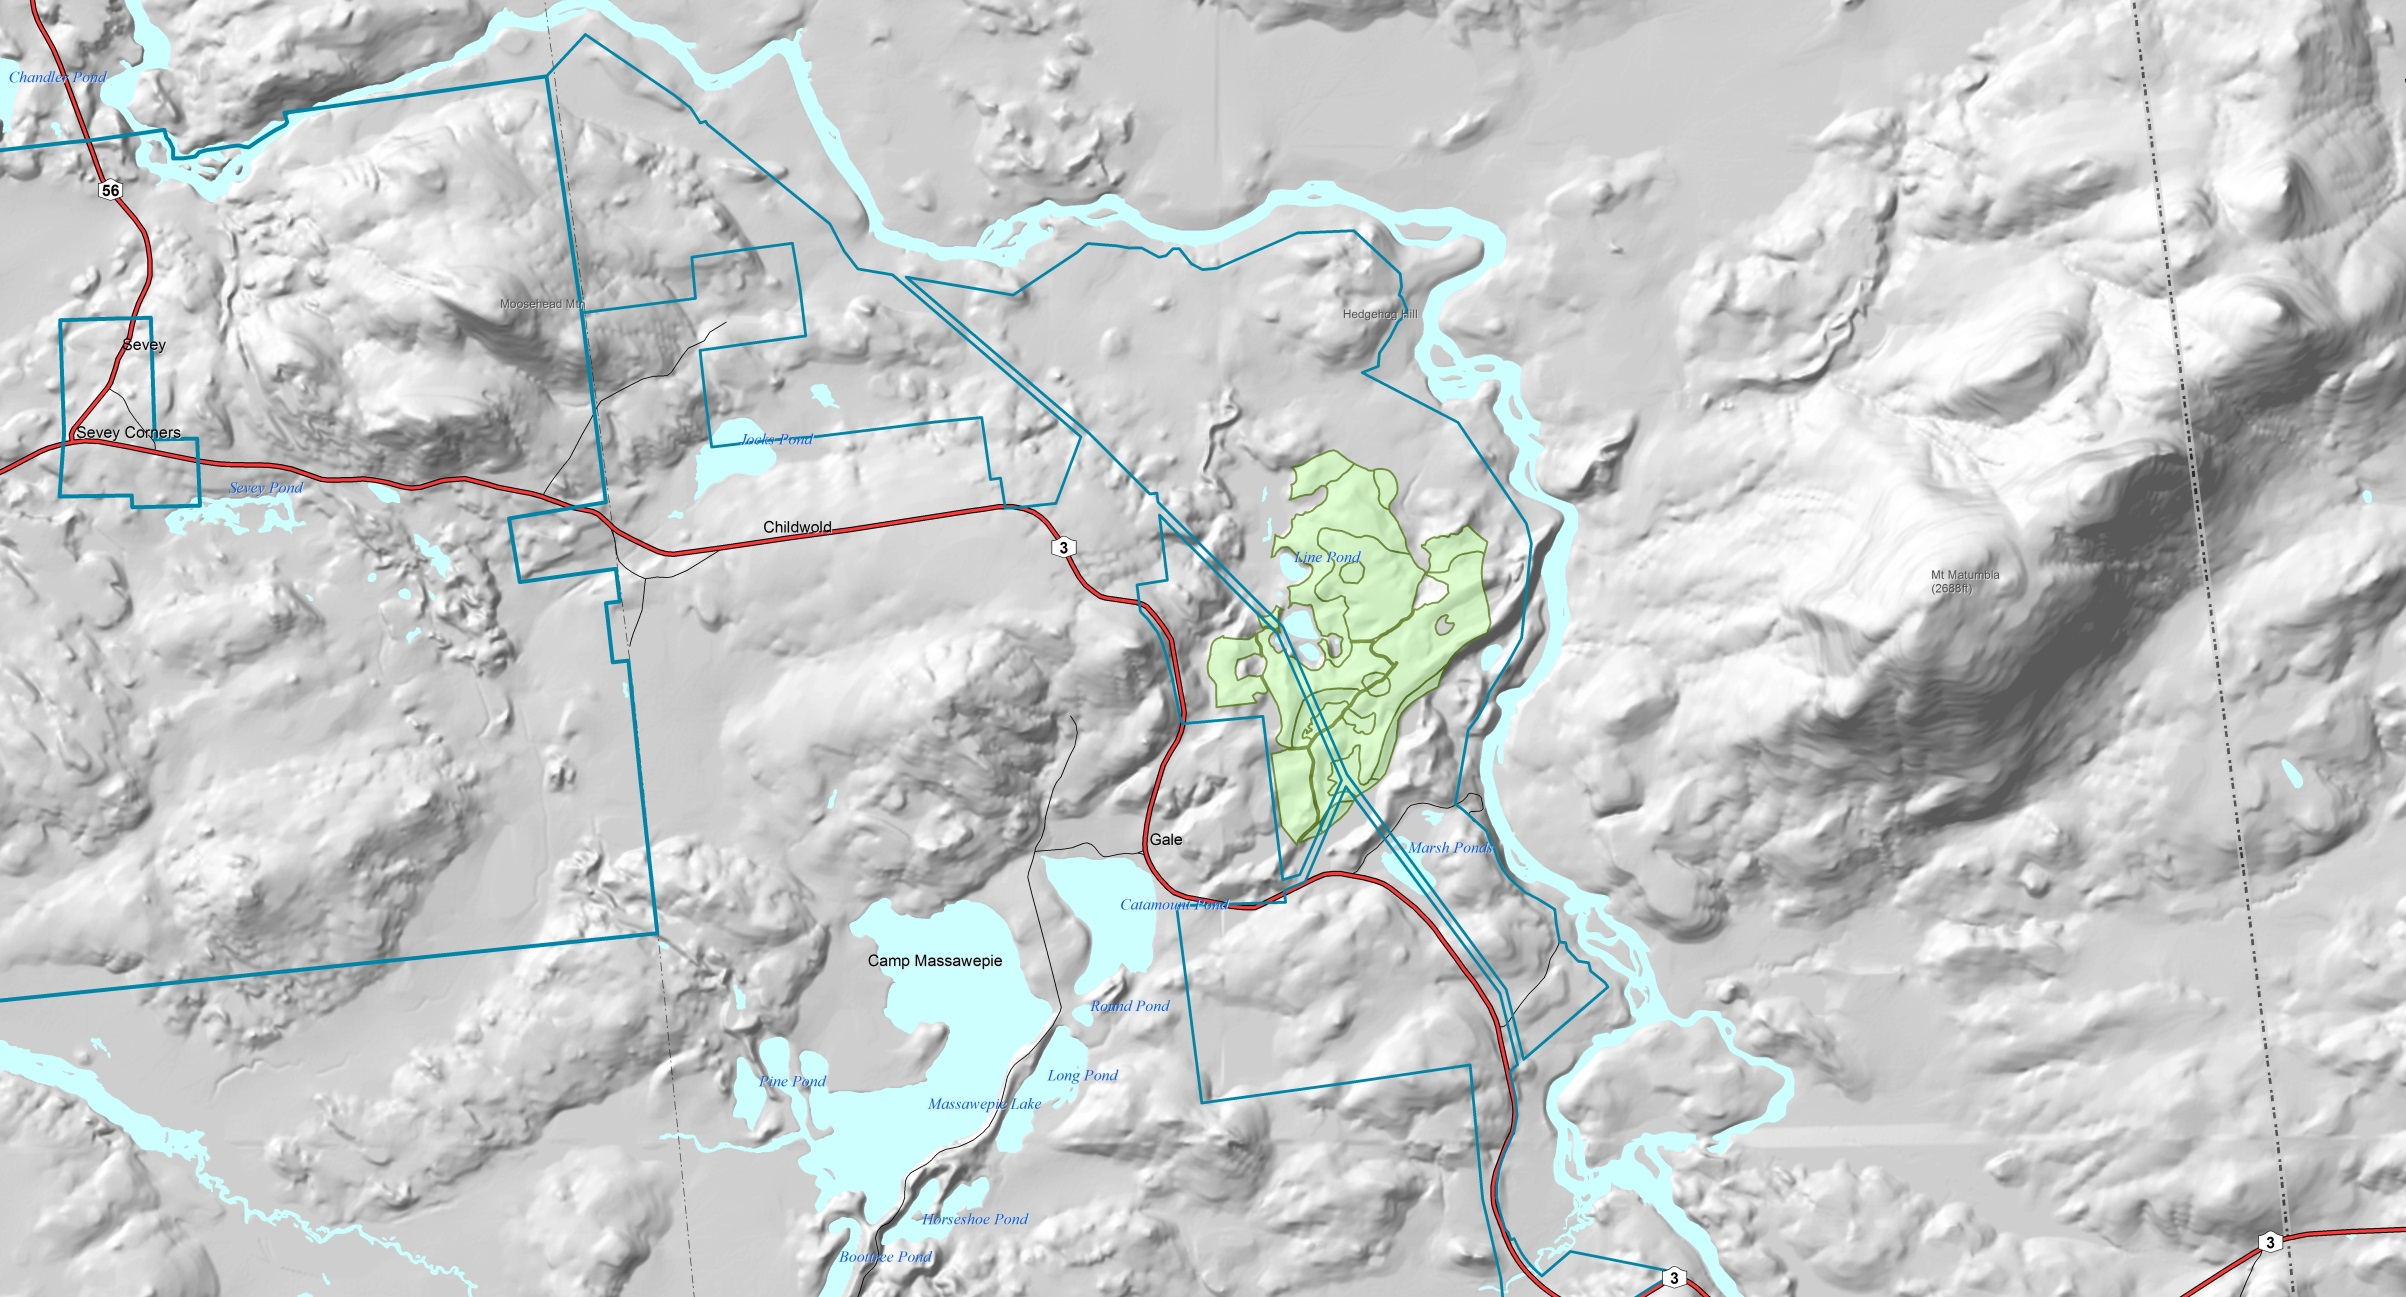 Chandler Pond
56
Moosehead Mtn
Hedgehog Hill
Sevey
Sevey Corners
Jocks Pond
Sevey Pond
Childwold
3
Line Pond
Mt Matumbla
(2688ft)
Gale
Marsh Ponds
Catamount Pond
Camp Massawepie
Round Pond
Long Pond
Pine Pond
Massawepie Lake
Horseshoe Pond
Bootree Pond
3
3